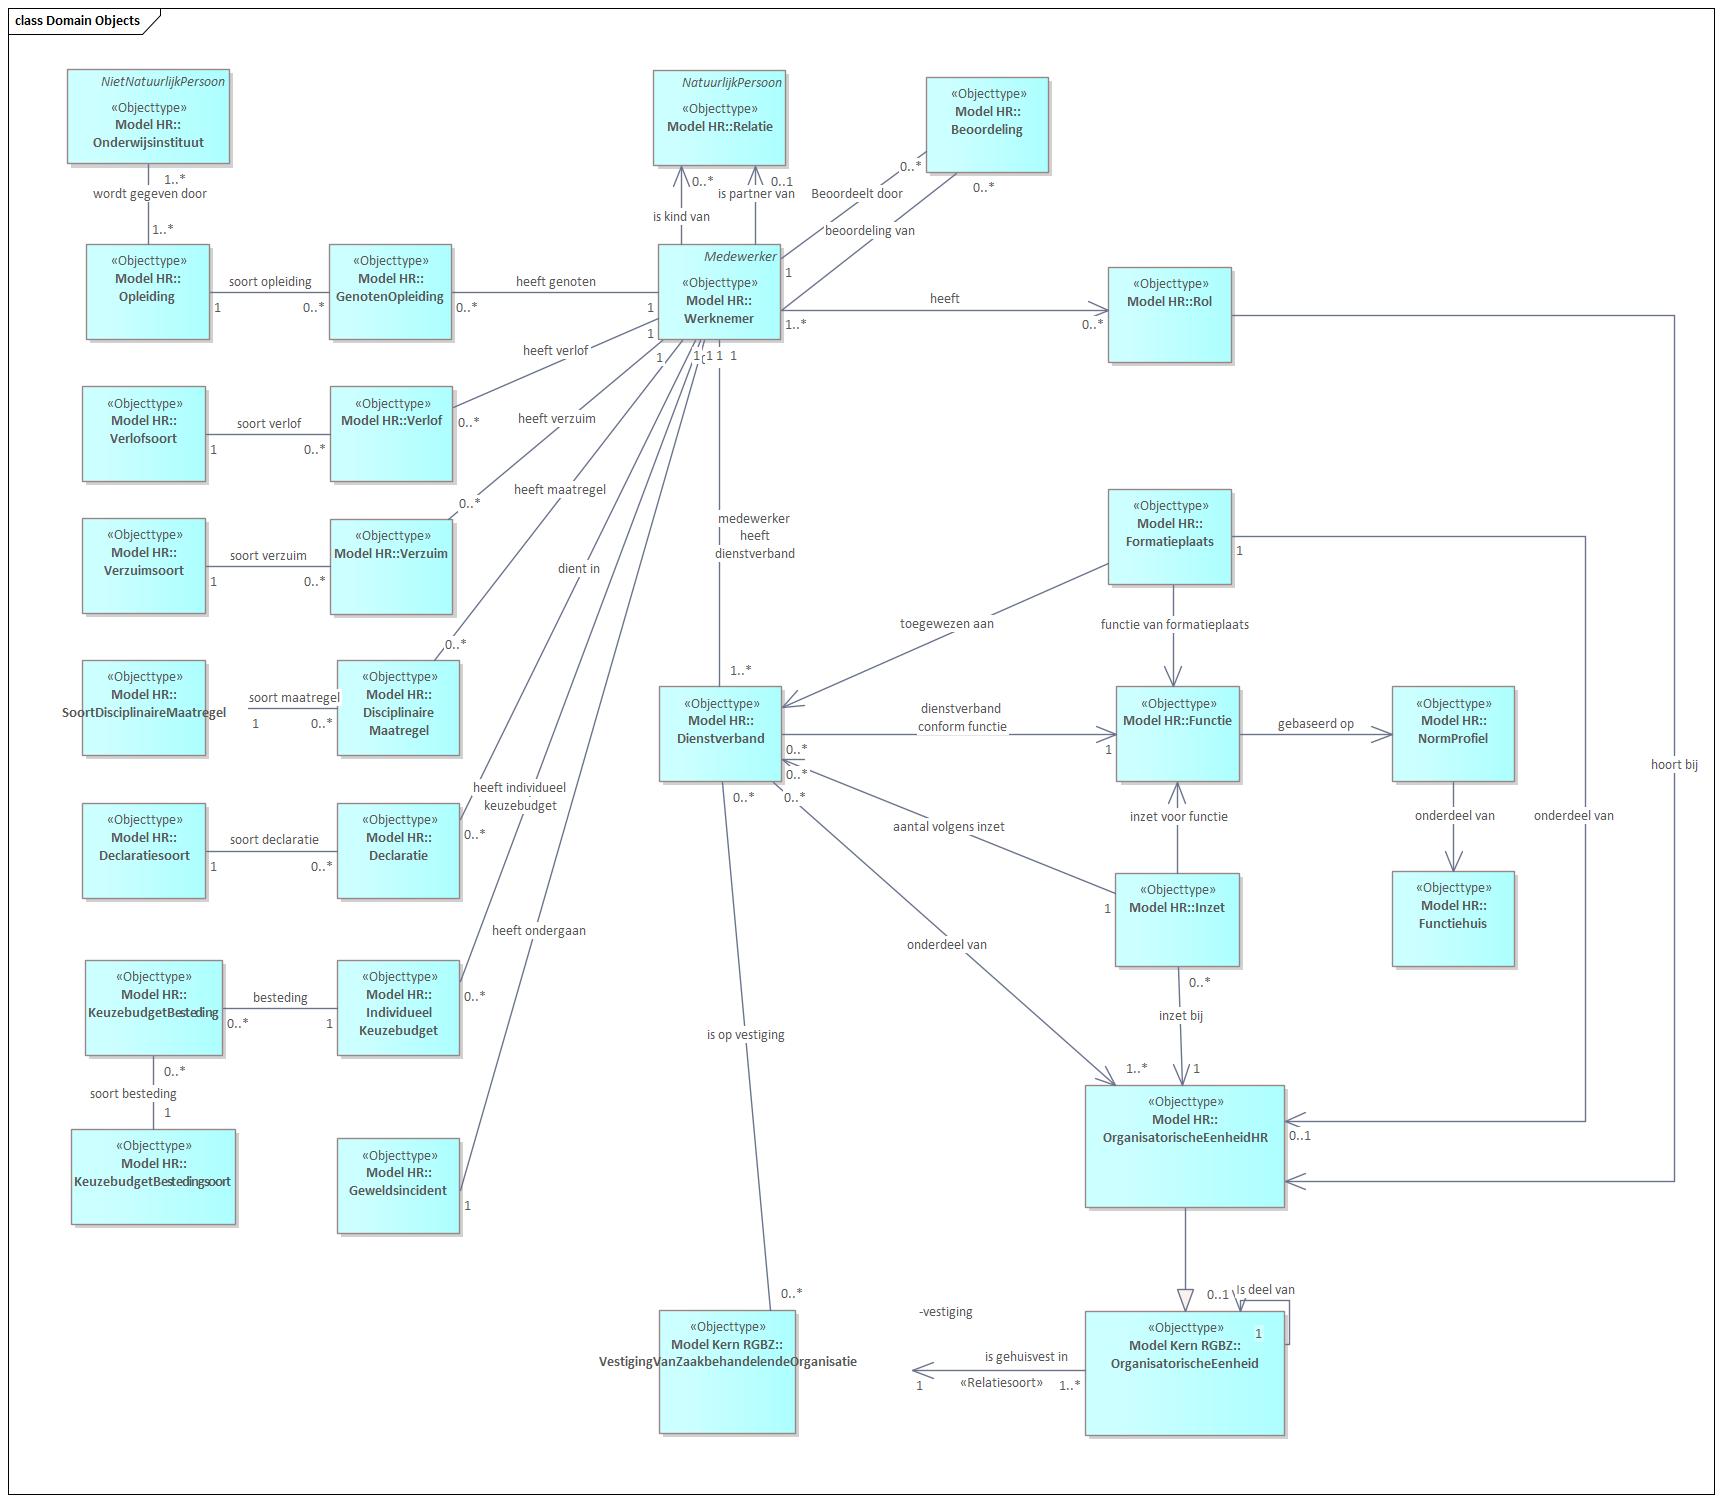 class Domain Objects
NietNatuurlijkPersoon
«Objecttype»
Model HR::
Onderwijsinstituut
NatuurlijkPersoon
«Objecttype»
Model HR::Relatie
«Objecttype»
Model HR::
Beoordeling
1..*
wordt gegeven door
1..*
0..*
is kind van
0..1
is partner van
0..*
Beoordeelt door
0..*
beoordeling van
«Objecttype»
Model HR::
Opleiding
soort opleiding
1
0..*
«Objecttype»
Model HR::
GenotenOpleiding
heeft genoten
0..*
1
Medewerker
«Objecttype»
Model HR::
Werknemer
1
1..*
heeft
0..*
«Objecttype»
Model HR::Rol
hoort bij
1
heeft verlof
0..*
«Objecttype»
Model HR::
Verlofsoort
soort verlof
1
0..*
«Objecttype»
Model HR::Verlof
1
heeft verzuim
0..*
1
1
1
1
«Objecttype»
Model HR::
Verzuimsoort
soort verzuim
1
0..*
«Objecttype»
Model HR::Verzuim
heeft maatregel
0..*
dient in
medewerker
heeft
dienstverband
1..*
«Objecttype»
Model HR::
Formatieplaats
1
onderdeel van
toegewezen aan
functie van formatieplaats
«Objecttype»
Model HR::
SoortDisciplinaireMaatregel
soort maatregel
1
0..*
«Objecttype»
Model HR::
Disciplinaire
Maatregel
«Objecttype»
Model HR::
Dienstverband
dienstverband
conform functie
0..*
1
0..*
«Objecttype»
Model HR::Functie
gebaseerd op
«Objecttype»
Model HR::
NormProfiel
onderdeel van
«Objecttype»
Model HR::
Functiehuis
heeft individueel
keuzebudget
0..*
0..*
0..*
«Objecttype»
Model HR::
Declaratiesoort
soort declaratie
1
0..*
«Objecttype»
Model HR::
Declaratie
aantal volgens inzet
inzet voor functie
1
«Objecttype»
Model HR::Inzet
heeft ondergaan
onderdeel van
0..*
inzet bij
1..*
1
«Objecttype»
Model HR::
KeuzebudgetBesteding
besteding
0..*
1
«Objecttype»
Model HR::
Individueel
Keuzebudget
0..*
is op vestiging
0..*
soort besteding
1
«Objecttype»
Model HR::
KeuzebudgetBestedingsoort
«Objecttype»
Model HR::
Geweldsincident
1
«Objecttype»
Model HR::
OrganisatorischeEenheidHR
0..1
0..*
«Objecttype»
Model Kern RGBZ::
VestigingVanZaakbehandelendeOrganisatie
-vestiging
is gehuisvest in
1
«Relatiesoort»
1..*
0..1
Is deel van
1
«Objecttype»
Model Kern RGBZ::
OrganisatorischeEenheid